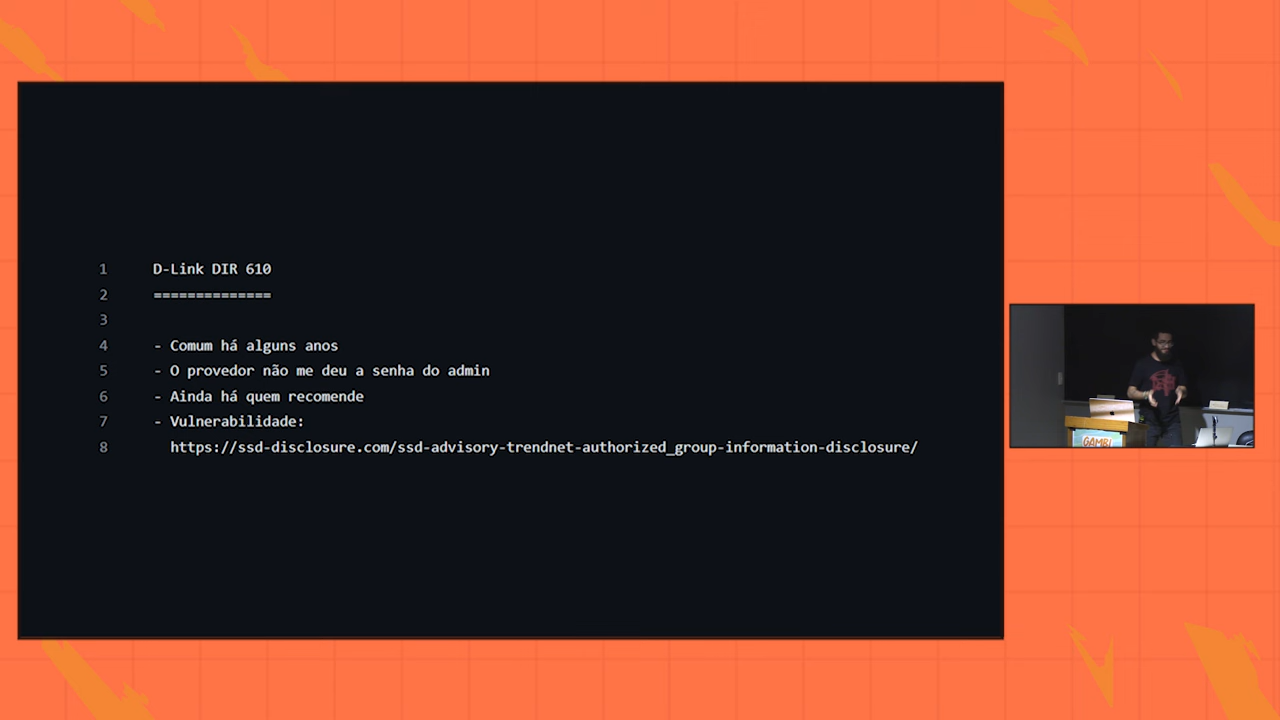 1 D-Link DIR 610
2 ==============
3
4 - Comum há alguns anos
5 - O provedor não me deu a senha do admin
6 - Ainda há quem recomende
7 - Vulnerabilidade:
8 https://ssd-disclosure.com/ssd-advisory-trendnet-authorized_group-information-disclosure/
GAMBI